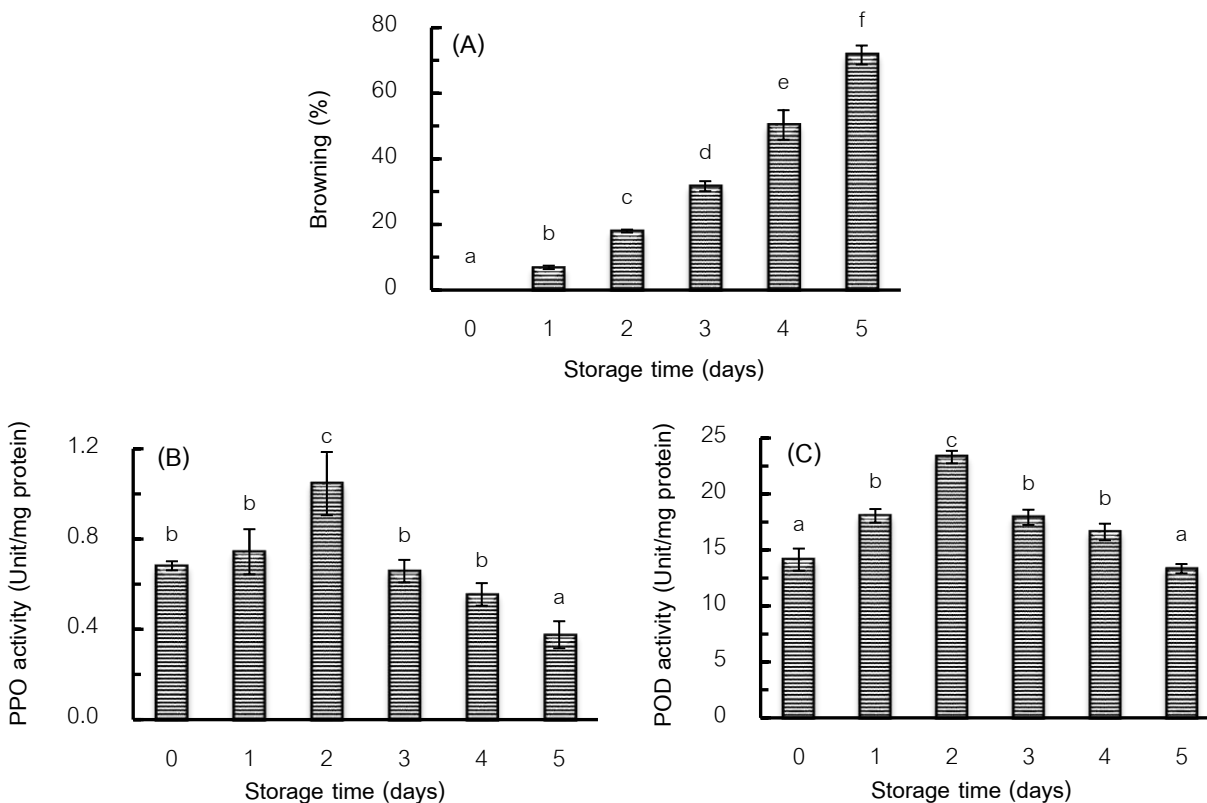 (A)
Browning (%)
80
60
40
20
0
a
b
c
d
e
f
0 1 2 3 4 5
Storage time (days)
(B)
PPO activity (Unit/mg protein)
1.2
0.8
0.4
0.0
b
b
c
b
b
a
0 1 2 3 4 5
Storage time (days)
(C)
POD activity (Unit/mg protein)
25
20
15
10
5
0
a
b
c
b
b
a
0 1 2 3 4 5
Storage time (days)